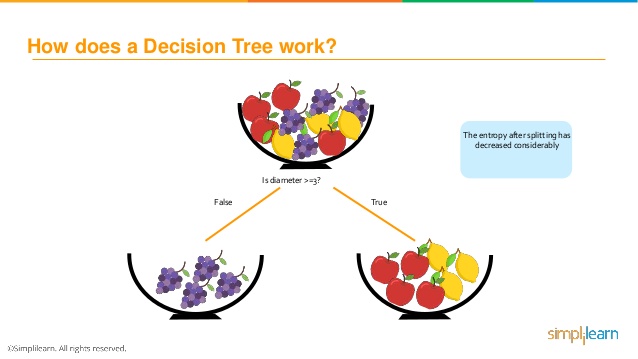 How does a Decision Tree work?
The entropy after splitting has
decreased considerably
Is diameter >=3?
False
True
©Simplilearn. All rights reserved.
simplilearn